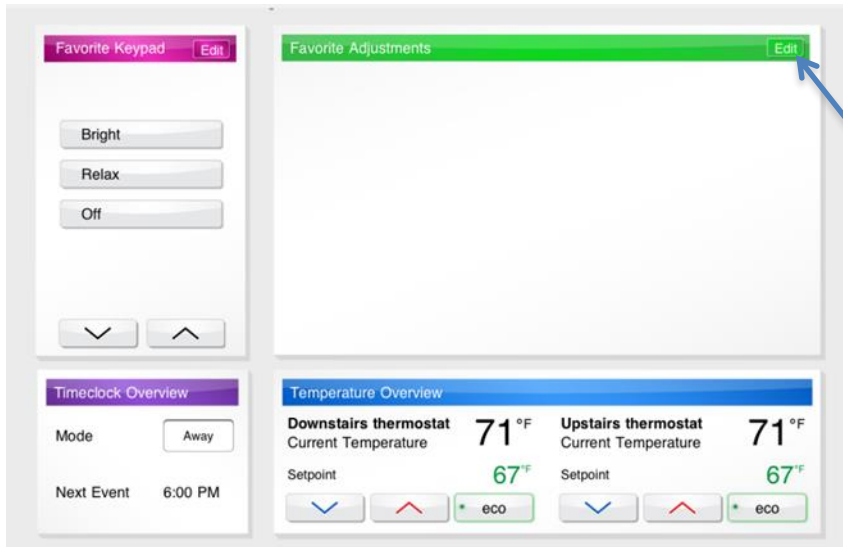 Favorite Keypad Edit
Bright
Relax
Off
Favorite Adjustments Edit
Timeclock Overview
Mode Away
Next Event 6:00 PM
Temperature Overview
Downstairs thermostat 71°F
Current Temperature
Setpoint 67°F
eco
Upstairs thermostat 71°F
Current Temperature
Setpoint 67°F
eco